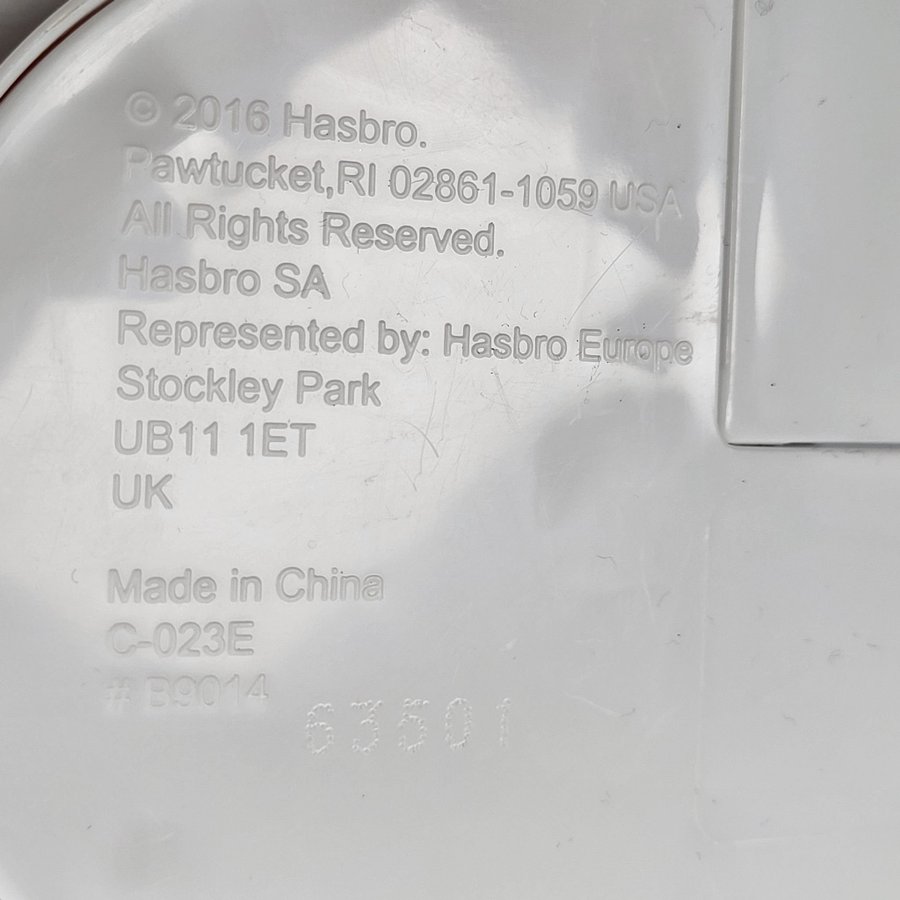 © 2016 Hasbro.
Pawtucket,RI 02861-1059 USA
All Rights Reserved.
Hasbro SA
Represented by: Hasbro Europe
Stockley Park
UB11 1ET
UK
Made in China
C-023E
# B9014
63501